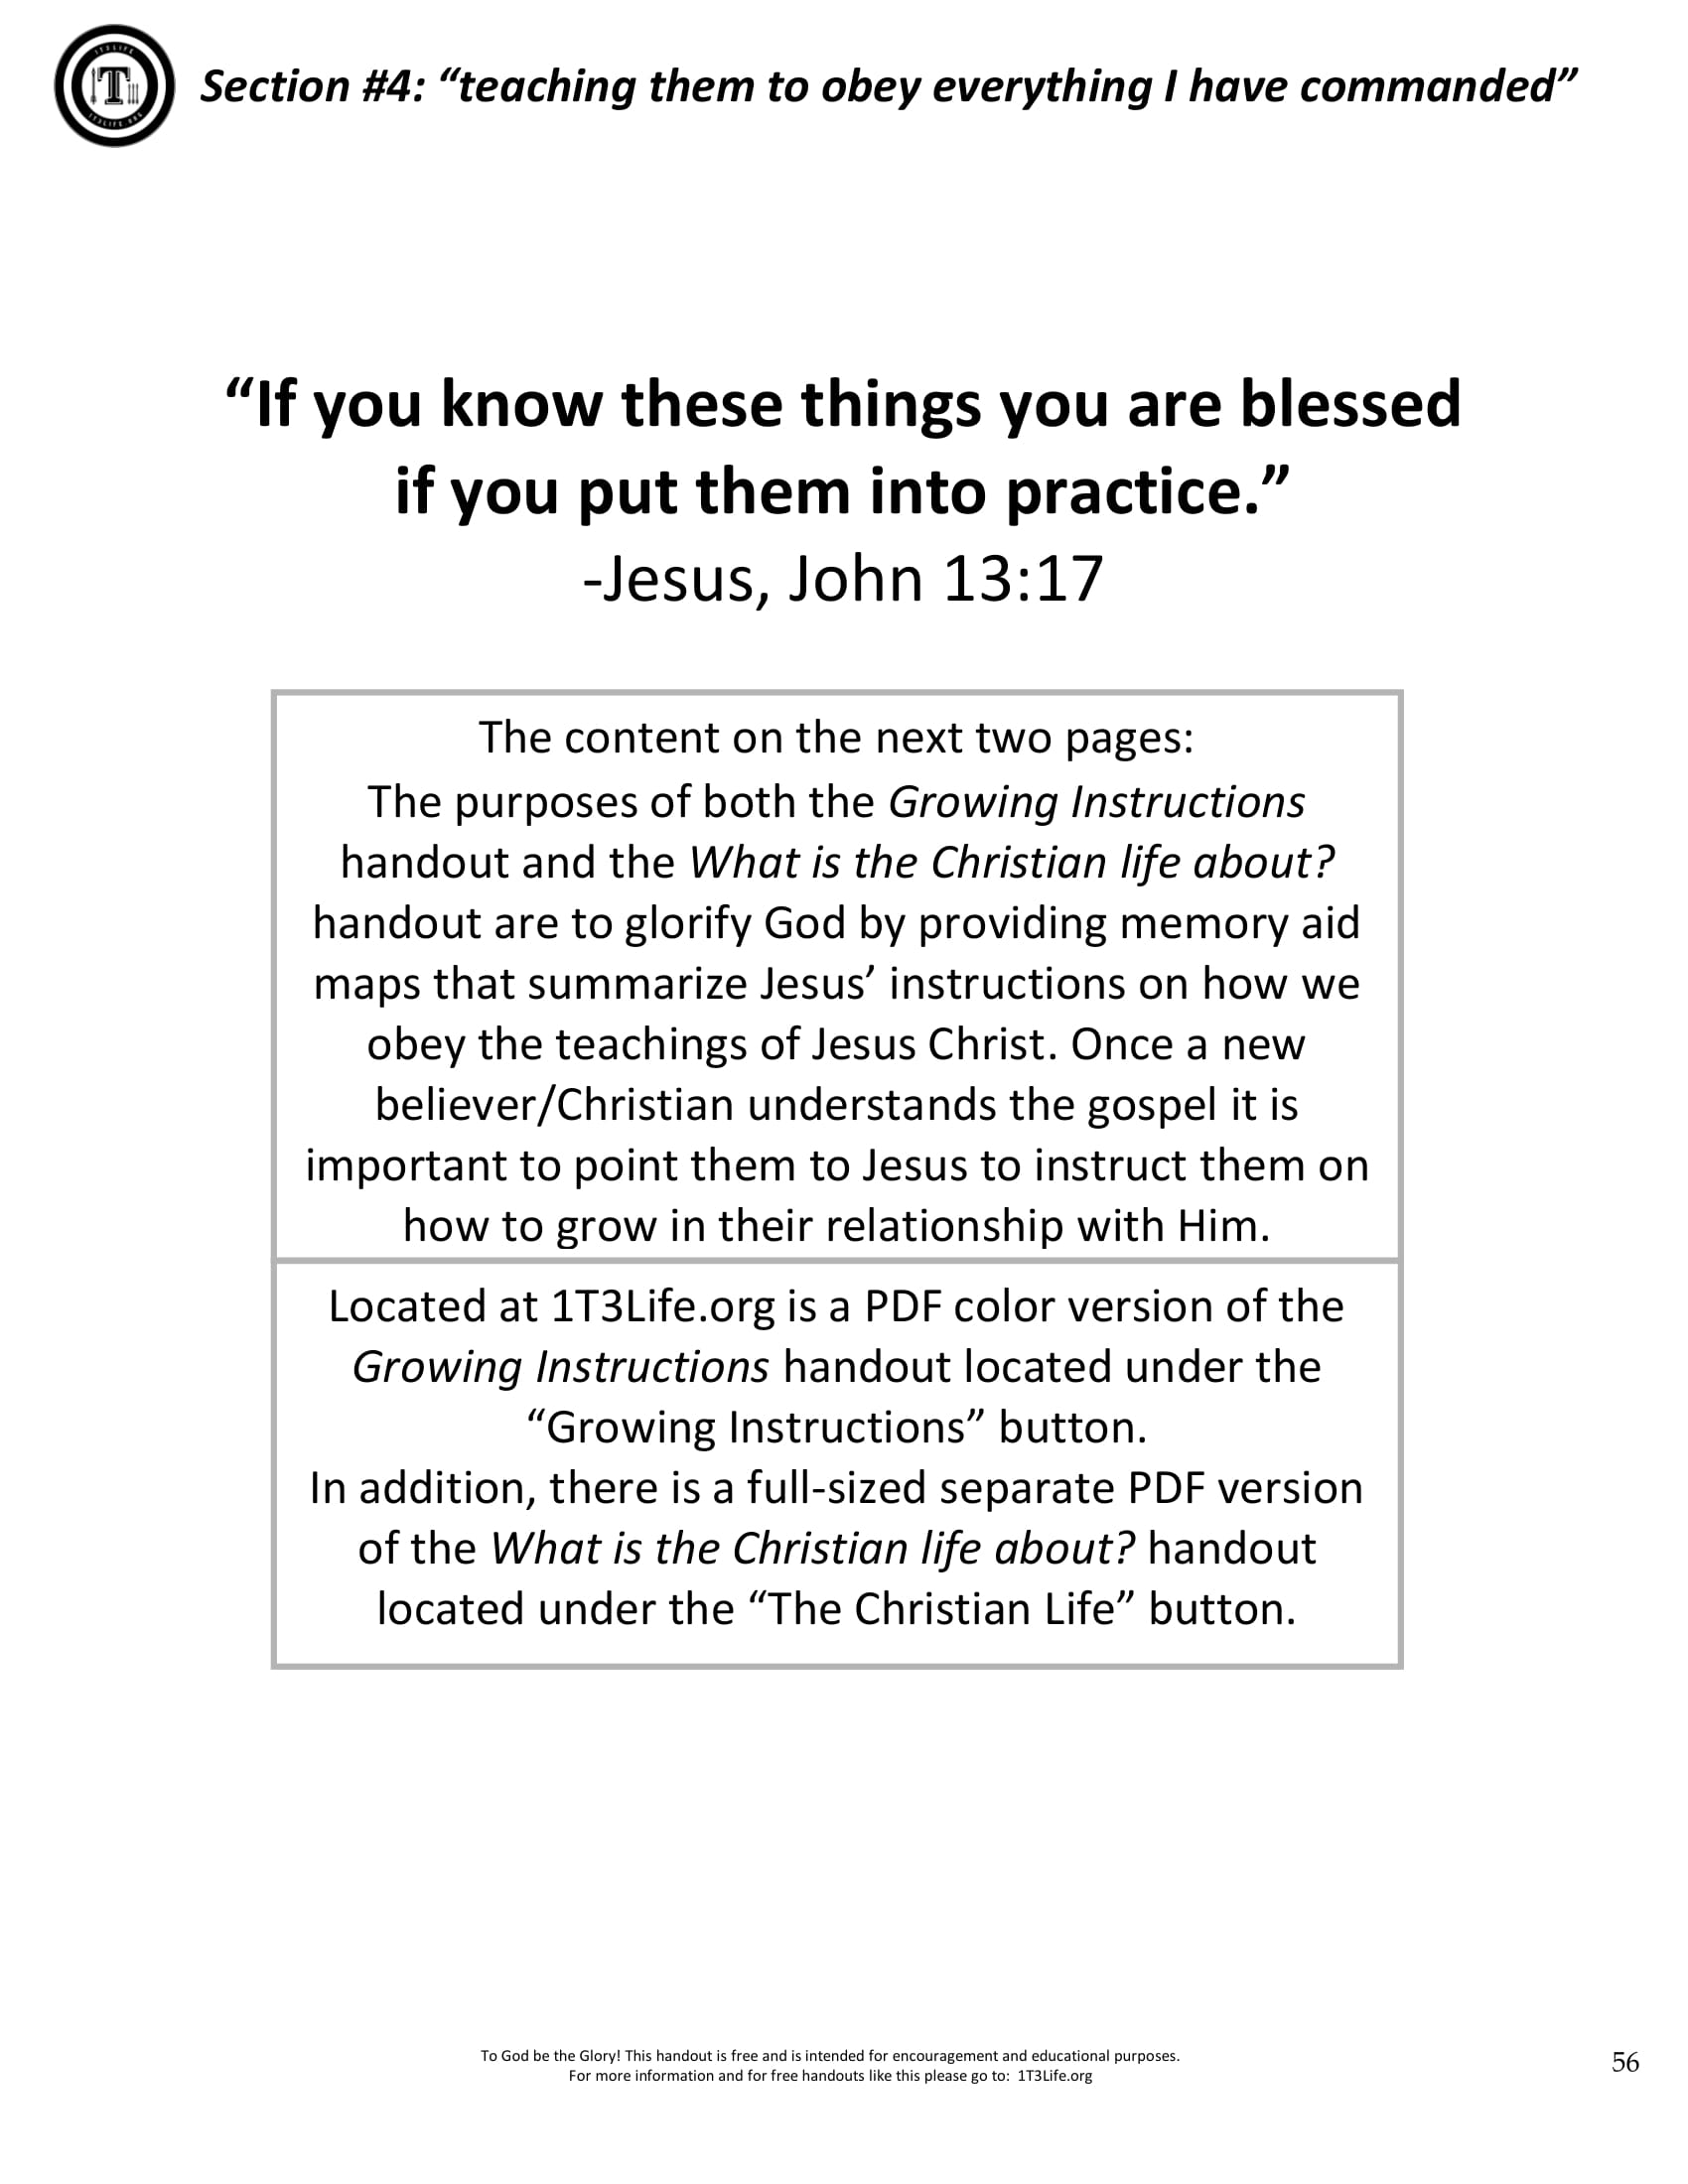 1T3LIFE
T
1T3LIFE.ORG
Section #4: “teaching them to obey everything I have commanded”
“If you know these things you are blessed
if you put them into practice.”
-Jesus, John 13:17
The content on the next two pages:
The purposes of both the Growing Instructions
handout and the What is the Christian life about?
handout are to glorify God by providing memory aid
maps that summarize Jesus’ instructions on how we
obey the teachings of Jesus Christ. Once a new
believer/Christian understands the gospel it is
important to point them to Jesus to instruct them on
how to grow in their relationship with Him.
Located at 1T3Life.org is a PDF color version of the
Growing Instructions handout located under the
“Growing Instructions” button.
In addition, there is a full-sized separate PDF version
of the What is the Christian life about? handout
located under the “The Christian Life” button.
To God be the Glory! This handout is free and is intended for encouragement and educational purposes.
For more information and for free handouts like this please go to:  1T3Life.org
56